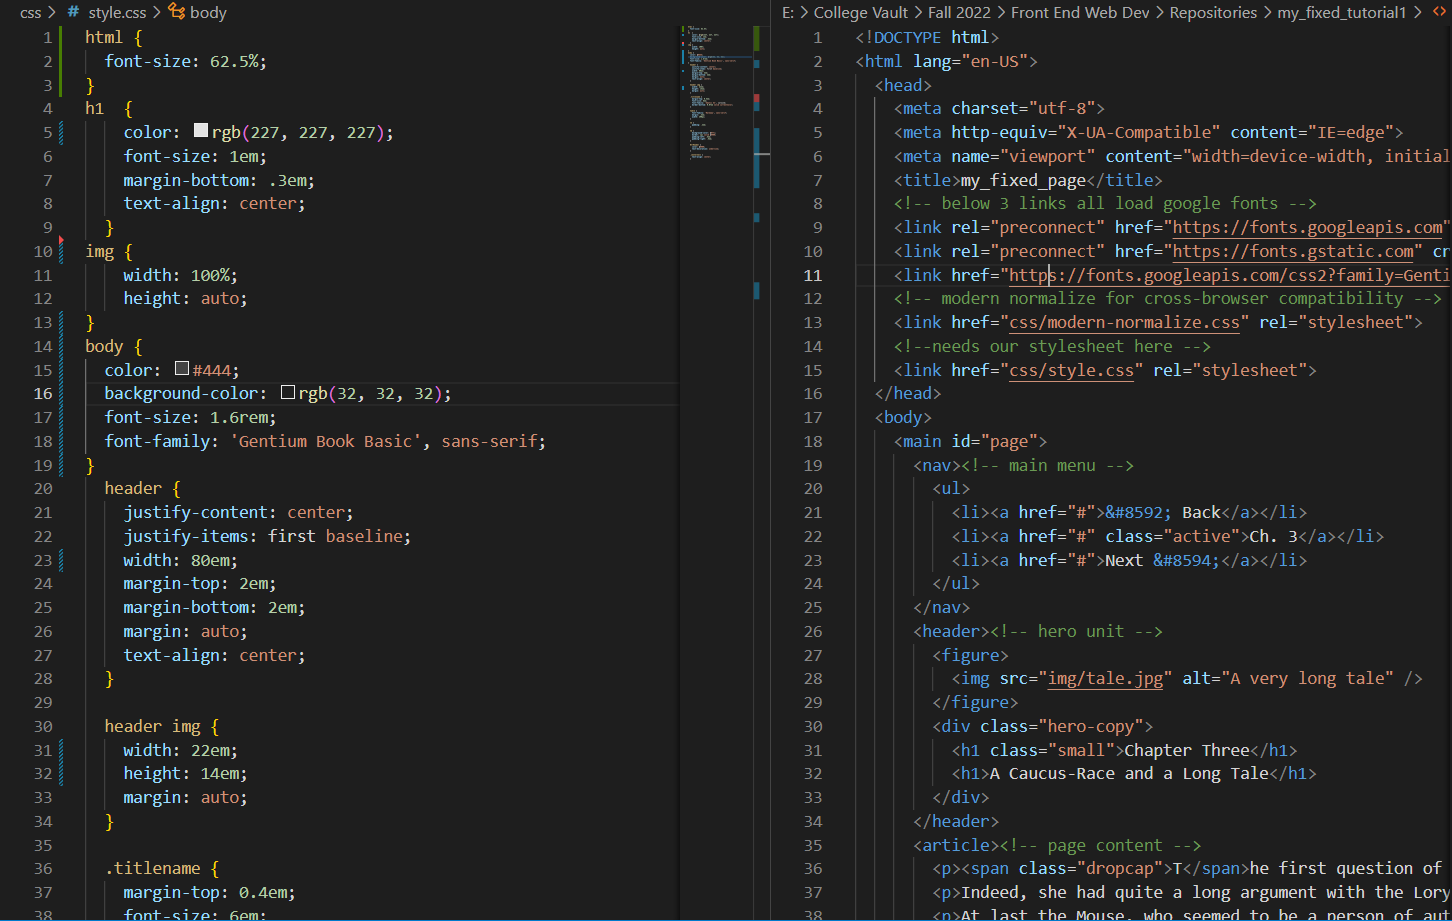 css > # style.css > body
1 html {
2 font-size: 62.5%;
3 }
4 h1  {
5 color: rgb(227, 227, 227);
6 font-size: 1em;
7 margin-bottom: .3em;
8 text-align: center;
9 }
10 img {
11 width: 100%;
12 height: auto;
13 }
14 body {
15 color: #444;
16 background-color: rgb(32, 32, 32);
17 font-size: 1.6rem;
18 font-family: 'Gentium Book Basic', sans-serif;
19 }
20 header {
21 justify-content: center;
22 justify-items: first baseline;
23 width: 80em;
24 margin-top: 2em;
25 margin-bottom: 2em;
26 margin: auto;
27 text-align: center;
28 }
29
30 header img {
31 width: 22em;
32 height: 14em;
33 margin: auto;
34 }
35
36 .titlename {
37 margin-top: 0.4em;
38 font-size: 6em;
E: > College Vault > Fall 2022 > Front End Web Dev > Repositories > my_fixed_tutorial1 > <>
1 <!DOCTYPE html>
2 <html lang="en-US">
3 <head>
4 <meta charset="utf-8">
5 <meta http-equiv="X-UA-Compatible" content="IE=edge">
6 <meta name="viewport" content="width=device-width, initial
7 <title>my_fixed_page</title>
8 <!-- below 3 links all load google fonts -->
9 <link rel="preconnect" href="https://fonts.googleapis.com"
10 <link rel="preconnect" href="https://fonts.gstatic.com" cr
11 <link href="https://fonts.googleapis.com/css2?family=Genti
12 <!-- modern normalize for cross-browser compatibility -->
13 <link href="css/modern-normalize.css" rel="stylesheet">
14 <!--needs our stylesheet here -->
15 <link href="css/style.css" rel="stylesheet">
16 </head>
17 <body>
18 <main id="page">
19 <nav><!-- main menu -->
20 <ul>
21 <li><a href="#">&#8592; Back</a></li>
22 <li><a href="#" class="active">Ch. 3</a></li>
23 <li><a href="#">Next &#8594;</a></li>
24 </ul>
25 </nav>
26 <header><!-- hero unit -->
27 <figure>
28 <img src="img/tale.jpg" alt="A very long tale" />
29 </figure>
30 <div class="hero-copy">
31 <h1 class="small">Chapter Three</h1>
32 <h1>A Caucus-Race and a Long Tale</h1>
33 </div>
34 </header>
35 <article><!-- page content -->
36 <p><span class="dropcap">T</span>he first question of
37 <p>Indeed, she had quite a long argument with the Lory
38 <p>At last the Mouse, who seemed to be a person of aut